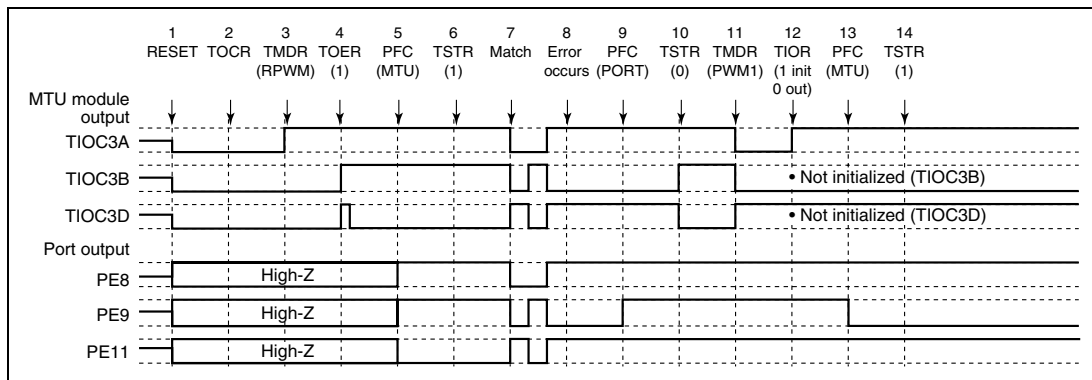 1 2 3 4 5 6 7 8 9 10 11 12 13 14
RESET TOCR TMDR TOER PFC TSTR Match Error PFC TSTR TMDR TIOR PFC TSTR
(RPWM) (1) (MTU) (1) occurs (PORT) (0) (PWM1) (1 init (MTU) (1)
0 out)
MTU module
output
TIOC3A
TIOC3B • Not initialized (TIOC3B)
TIOC3D • Not initialized (TIOC3D)
Port output
PE8 High-Z
PE9 High-Z
PE11 High-Z